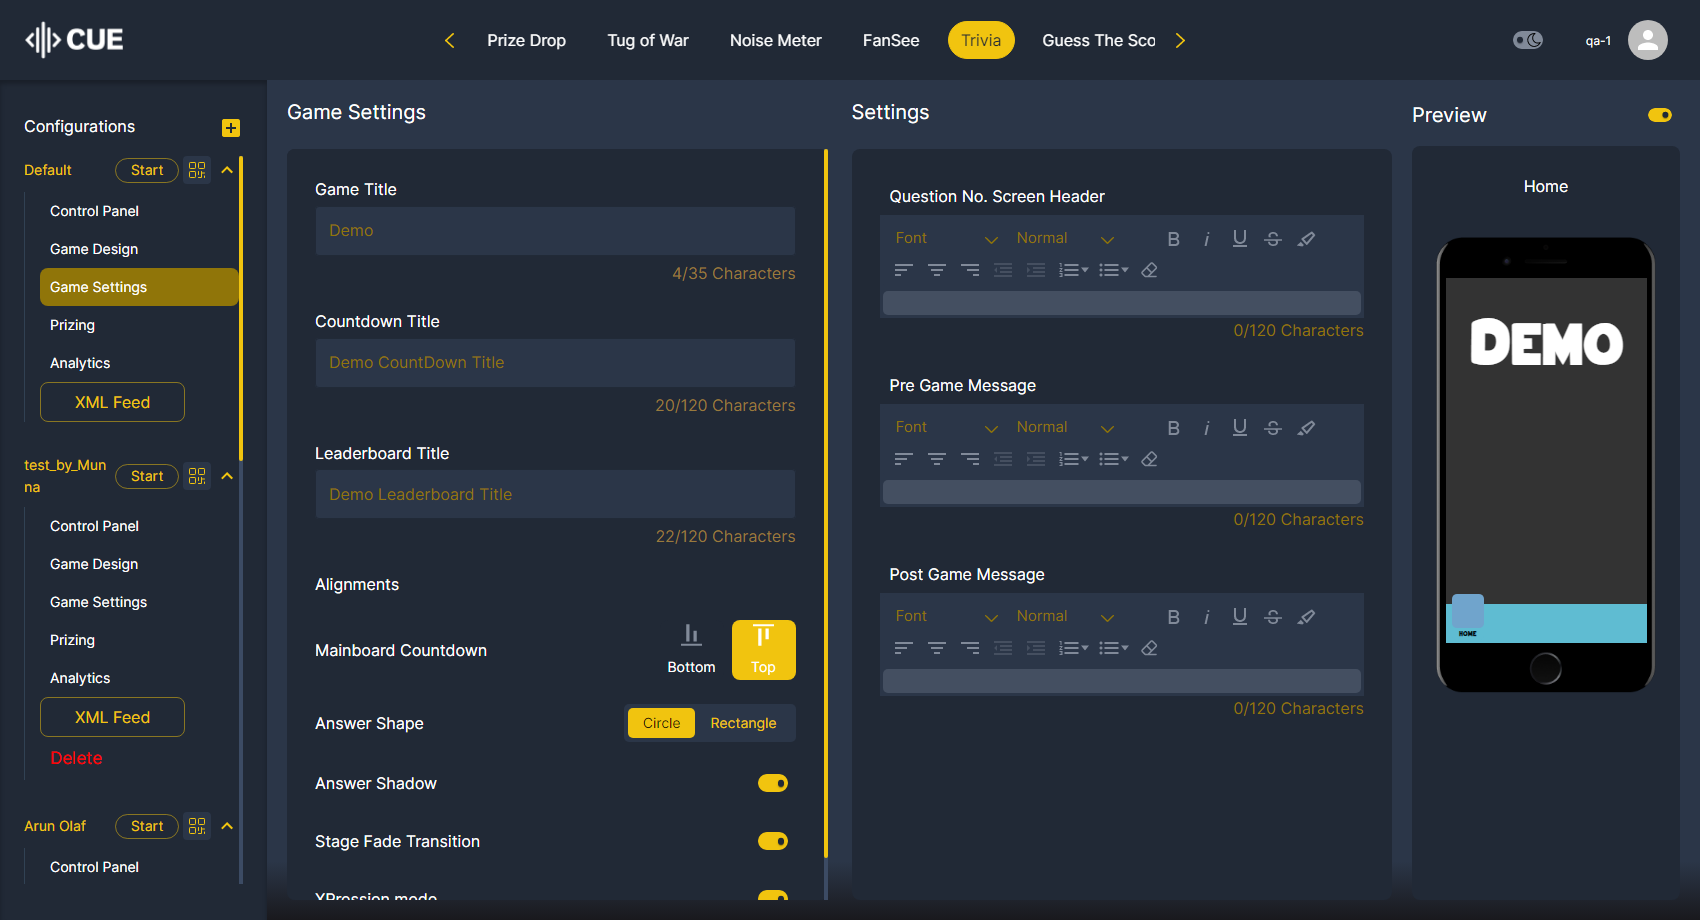 CUE
Prize Drop
Tug of War
Noise Meter
FanSee
Trivia
Guess The Sco
qa-1
Configurations
Default
Start
Control Panel
Game Design
Game Settings
Prizing
Analytics
XML Feed
test_by_Mun
na
Start
Control Panel
Game Design
Game Settings
Prizing
Analytics
XML Feed
Delete
Arun Olaf
Start
Control Panel
Game Settings
Game Title
Demo
4/35 Characters
Countdown Title
Demo CountDown Title
20/120 Characters
Leaderboard Title
Demo Leaderboard Title
22/120 Characters
Alignments
Mainboard Countdown
Bottom
Top
Answer Shape
Circle
Rectangle
Answer Shadow
Stage Fade Transition
XPression mode
Settings
Question No. Screen Header
Font
Normal
0/120 Characters
Pre Game Message
Font
Normal
0/120 Characters
Post Game Message
Font
Normal
0/120 Characters
Preview
Home
DEMO
HOME